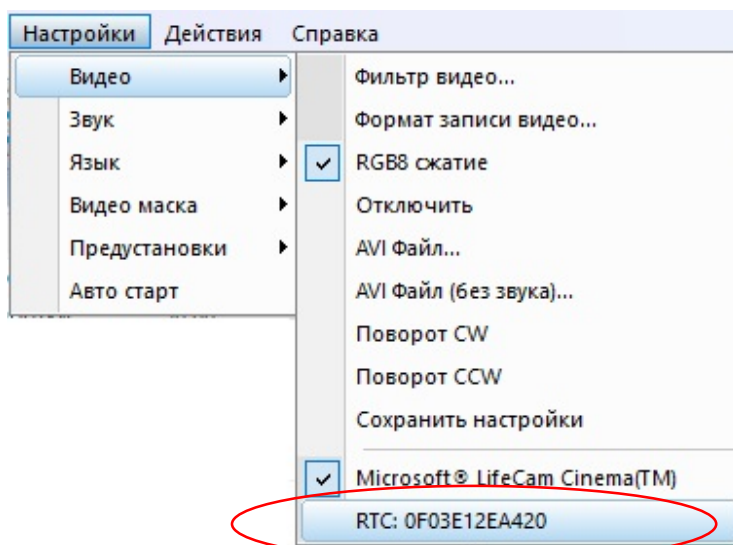 Настройки Действия Справка
Видео
Звук
Язык
Видео маска
Предустановки
Авто старт
Фильтр видео...
Формат записи видео...
RGB8 сжатие
Отключить
AVI Файл...
AVI Файл (без звука)...
Поворот CW
Поворот CCW
Сохранить настройки
Microsoft® LifeCam Cinema(TM)
RTC: 0F03E12EA420